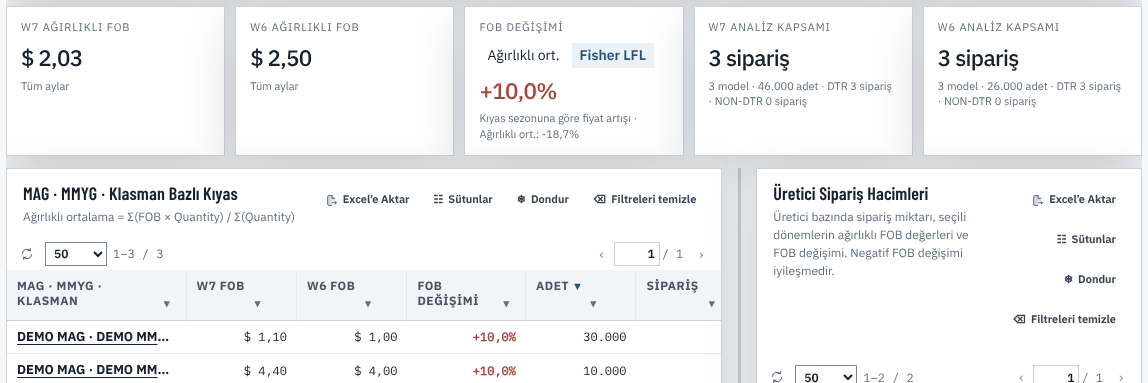 W7 AĞIRLIKLI FOB
$ 2,03
Tüm aylar
W6 AĞIRLIKLI FOB
$ 2,50
Tüm aylar
FOB DEĞİŞİMİ
Ağırlıklı ort. Fisher LFL
+10,0%
Kıyas sezonuna göre fiyat artışı ·
Ağırlıklı ort.: -18,7%
W7 ANALİZ KAPSAMI
3 sipariş
3 model · 46.000 adet · DTR 3 sipariş
· NON-DTR 0 sipariş
W6 ANALİZ KAPSAMI
3 sipariş
3 model · 26.000 adet · DTR 3 sipariş
· NON-DTR 0 sipariş
MAG · MMYG · Klasman Bazlı Kıyas
Ağırlıklı ortalama = Σ(FOB × Quantity) / Σ(Quantity)
Excel'e Aktar Sütunlar Dondur Filtreleri temizle
50 1–3 / 3 ‹ 1 / 1 ›
MAG · MMYG · KLASMAN ▼ W7 FOB ▼ W6 FOB ▼ FOB DEĞİŞİMİ ▼ ADET ▼ ▼ SİPARİŞ ▼
DEMO MAG · DEMO MM... $ 1,10 $ 1,00 +10,0% 30.000
DEMO MAG · DEMO MM... $ 4,40 $ 4,00 +10,0% 10.000
Üretici Sipariş Hacimleri
Üretici bazında sipariş miktarı, seçili
dönemlerin ağırlıklı FOB değerleri ve
FOB değişimi. Negatif FOB değişimi
iyileşmedir.
Excel'e Aktar
Sütunlar
Dondur
Filtreleri temizle
50 1–2 / 2 ‹ 1 / 1 ›